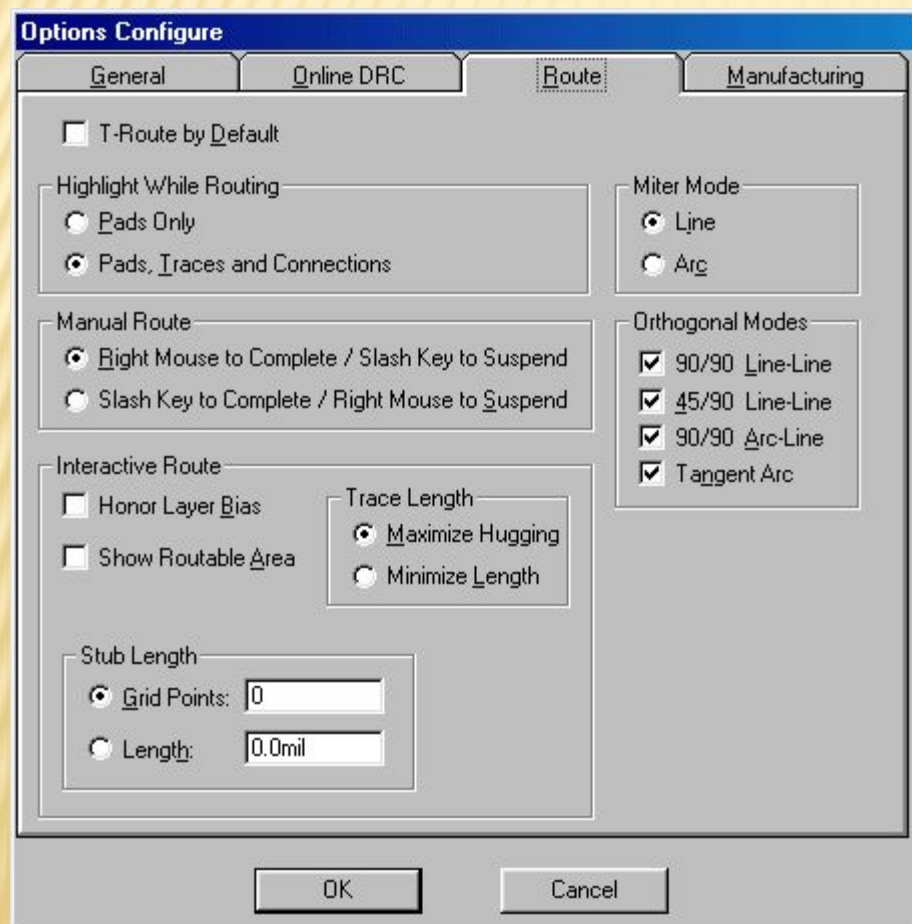 Options Configure
General Online DRC Route Manufacturing
T-Route by Default
Highlight While Routing
Pads Only
Pads, Traces and Connections
Miter Mode
Line
Arc
Manual Route
Right Mouse to Complete / Slash Key to Suspend
Slash Key to Complete / Right Mouse to Suspend
Orthogonal Modes
90/90 Line-Line
45/90 Line-Line
90/90 Arc-Line
Tangent Arc
Interactive Route
Honor Layer Bias
Show Routable Area
Trace Length
Maximize Hugging
Minimize Length
Stub Length
Grid Points: 0
Length: 0.0mil
OK Cancel